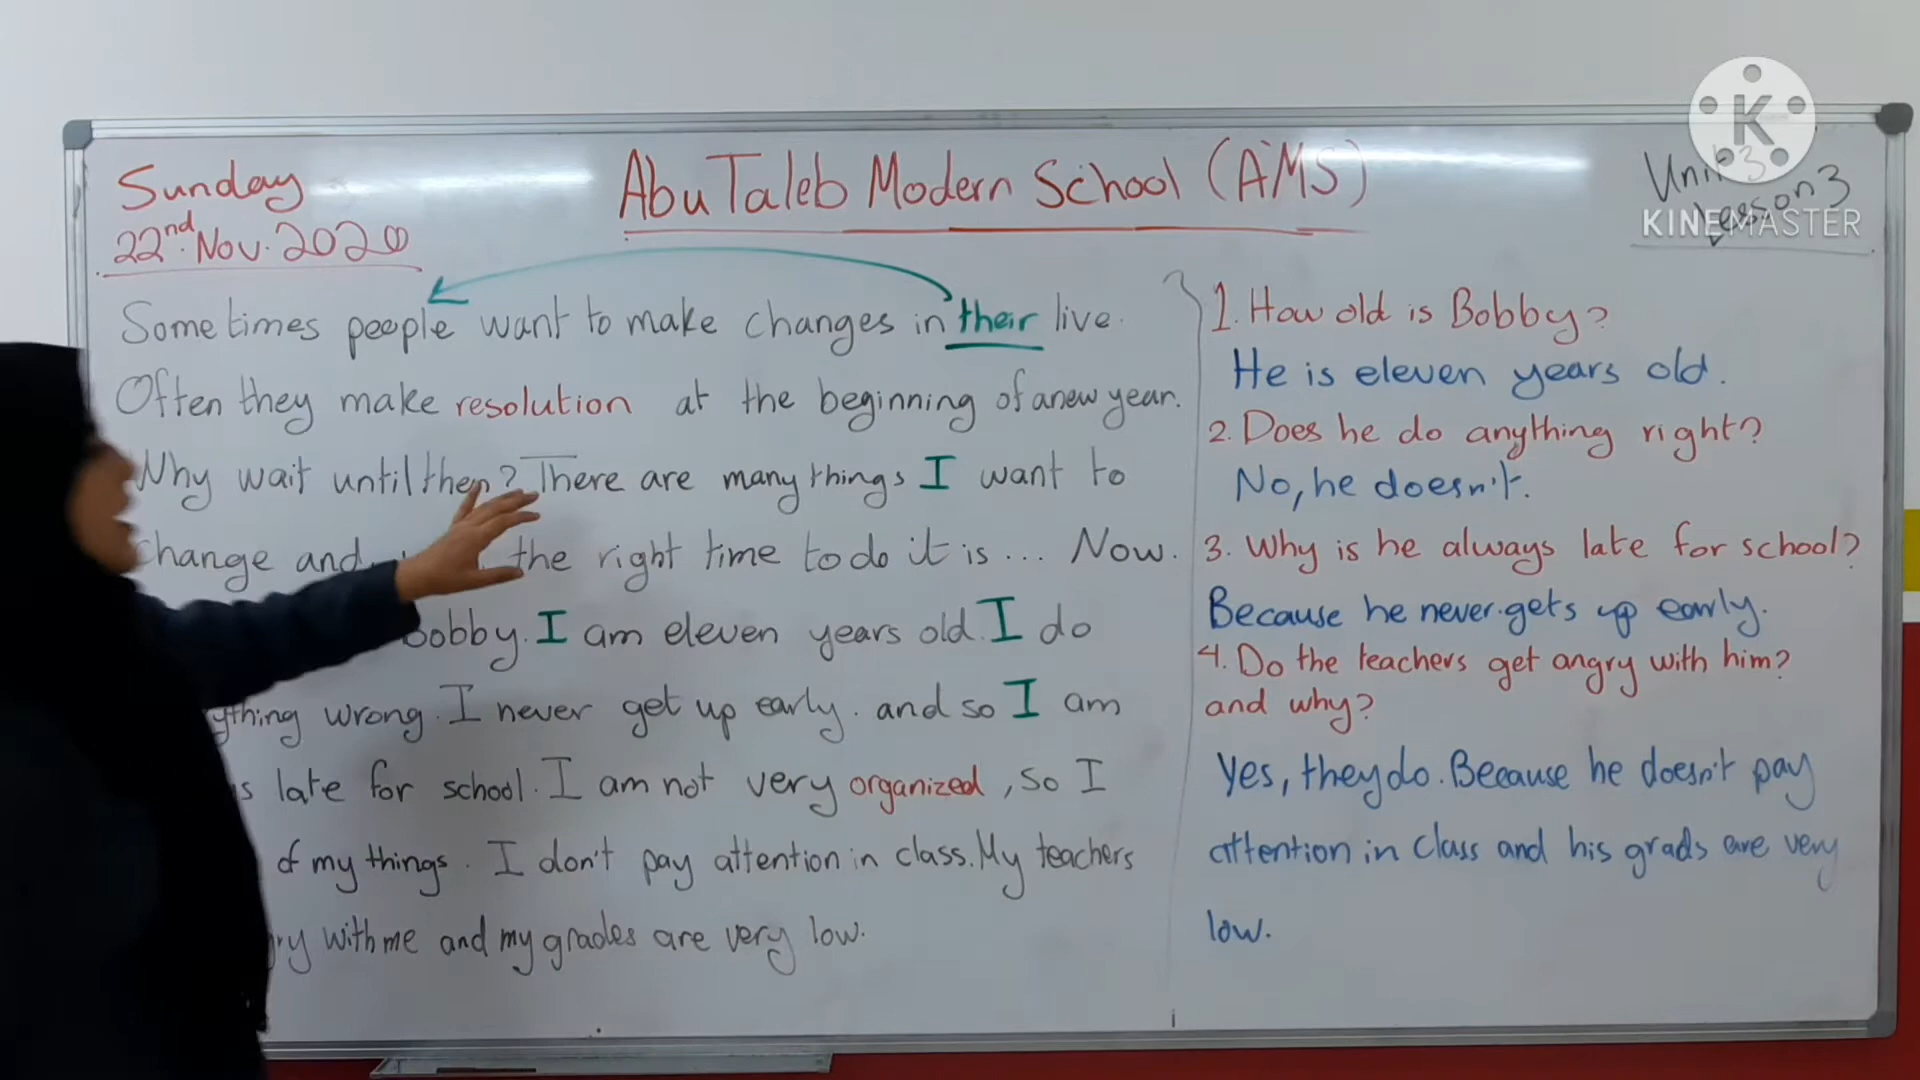 Sunday
22nd. Nov. 2020
Abu Taleb Modern School (AMS)
Unit 3
Lesson 3
K
KINEMASTER
Sometimes people want to make changes in their live.
Often they make resolution at the beginning of a new year.
Why wait until then? There are many things I want to
change and the right time to do it is ... Now.
Bobby. I am eleven years old. I do
wrong. I never get up early. and so I am
late for school. I am not very organized, so I
of my things. I don't pay attention in class. My teachers
with me and my grades are very low.
1. How old is Bobby?
He is eleven years old.
2. Does he do anything right?
No, he doesn't.
3. Why is he always late for school?
Because he never gets up early.
4. Do the teachers get angry with him?
and why?
Yes, they do. Because he doesn't pay
attention in class and his grads are very
low.